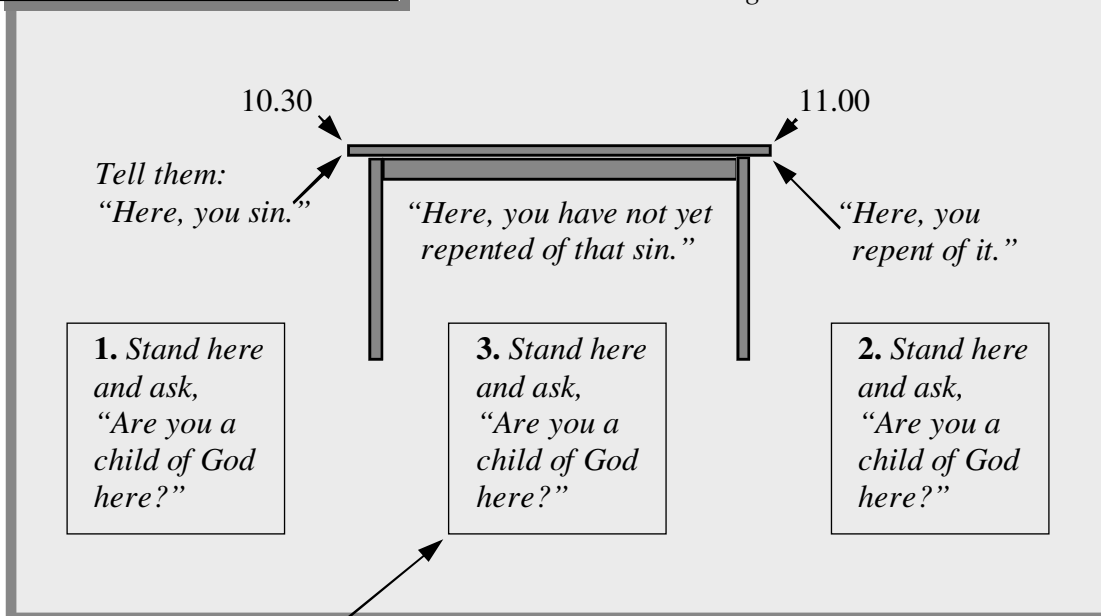 10.30
11.00
Tell them:
“Here, you sin.”
“Here, you have not yet
repented of that sin.”
“Here, you
repent of it.”
1. Stand here
and ask,
“Are you a
child of God
here?”
3. Stand here
and ask,
“Are you a
child of God
here?”
2. Stand here
and ask,
“Are you a
child of God
here?”